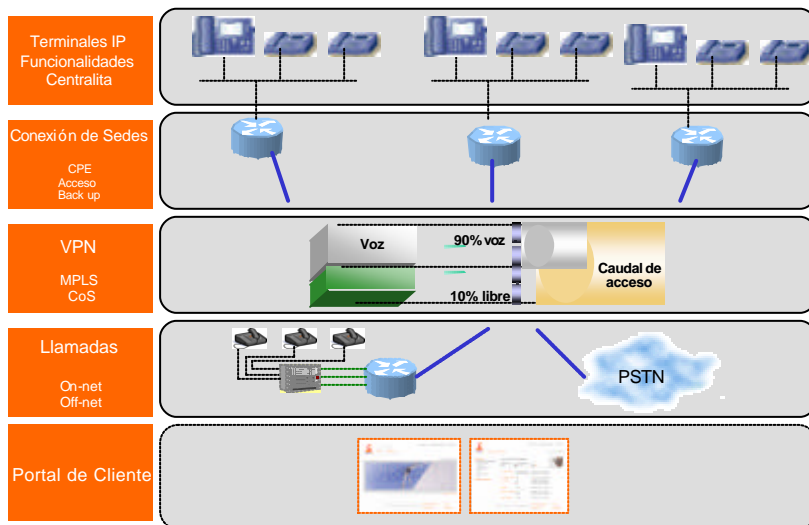 Terminales IP
Funcionalidades
Centralita
Conexión de Sedes
CPE
Acceso
Back up
VPN
MPLS
CoS
Voz
90% voz
10% libre
Caudal de
acceso
Llamadas
On-net
Off-net
PSTN
Portal de Cliente